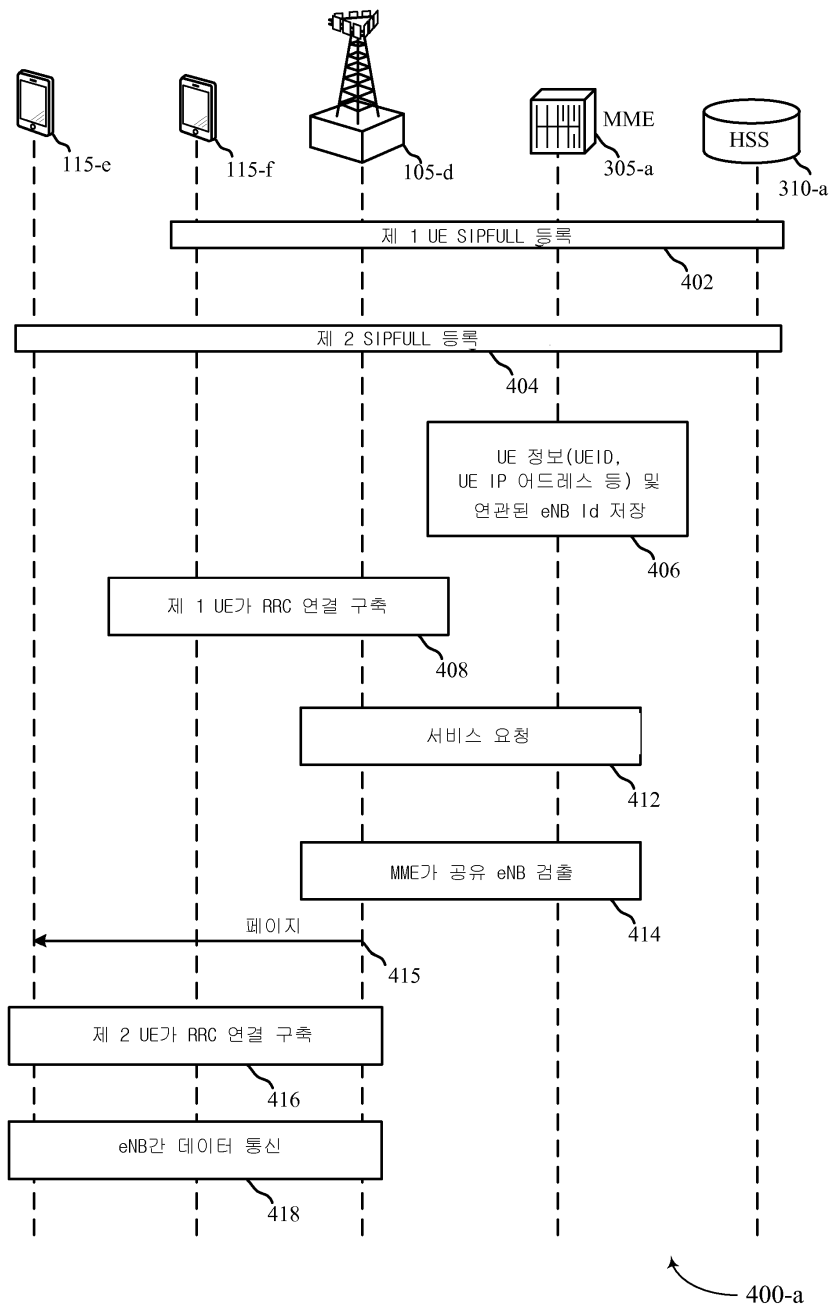 MME
HSS
115-e
115-f
105-d
305-a
310-a
제 1 UE SIPFULL 등록
402
제 2 SIPFULL 등록
404
UE 정보(UEID,
UE IP 어드레스 등) 및
연관된 eNB Id 저장
406
제 1 UE가 RRC 연결 구축
408
서비스 요청
412
MME가 공유 eNB 검출
414
페이지
415
제 2 UE가 RRC 연결 구축
416
eNB간 데이터 통신
418
400-a